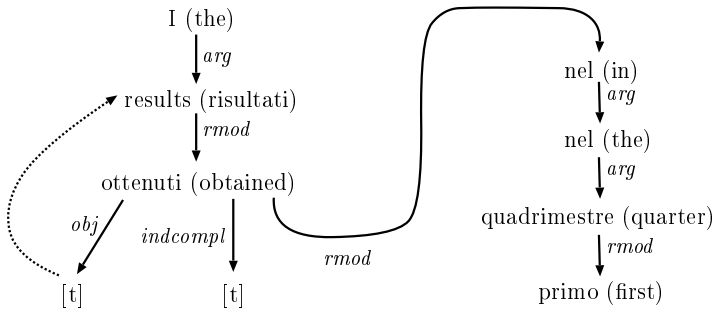 I (the)
arg
results (risultati)
rmod
ottenuti (obtained)
obj
indcompl
rmod
[t]
[t]
nel (in)
arg
nel (the)
arg
quadrimestre (quarter)
rmod
primo (first)